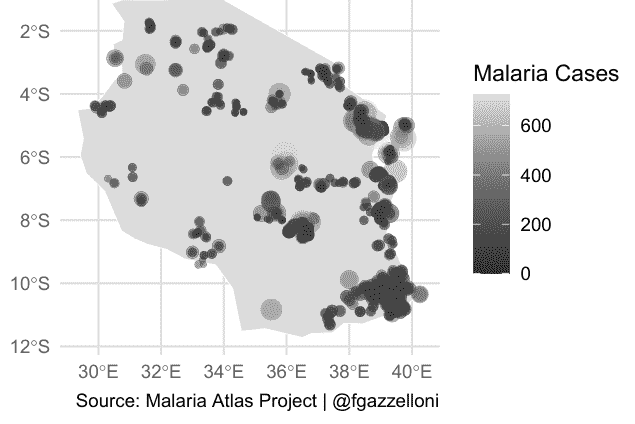 2°S
4°S
6°S
8°S
10°S
12°S
30°E 32°E 34°E 36°E 38°E 40°E
Source: Malaria Atlas Project | @fgazzelloni
Malaria Cases
600
400
200
0